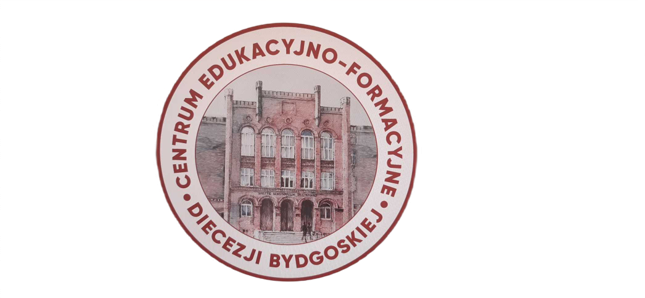 CENTRUM EDUKACYJNO-FORMACYJNE
• DIECEZJI BYDGOSKIEJ •